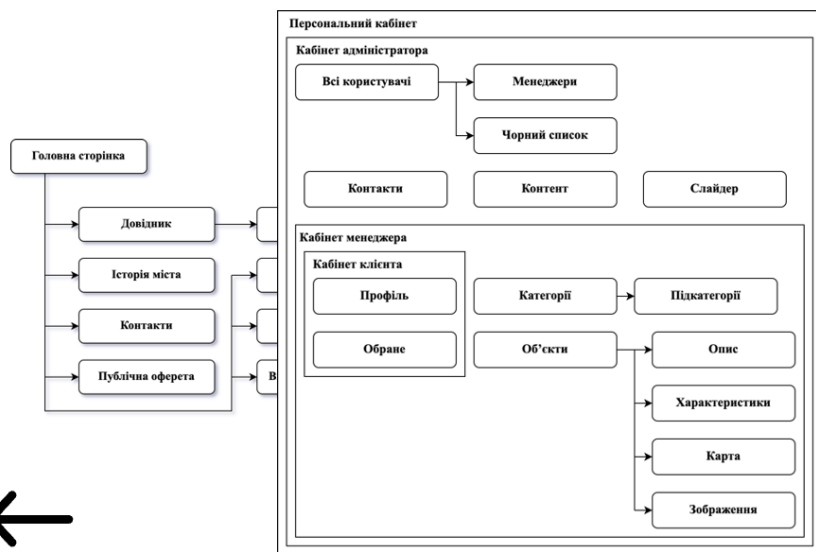 Персональний кабінет
Кабінет адміністратора
Всі користувачі
Менеджери
Чорний список
Головна сторінка
Контакти
Контент
Слайдер
Довідник
Кабінет менеджера
Кабінет клієнта
Історія міста
Профіль
Категорії
Підкатегорії
Контакти
Обране
Об’єкти
Опис
Публічна оферета
Характеристики
Карта
Зображення